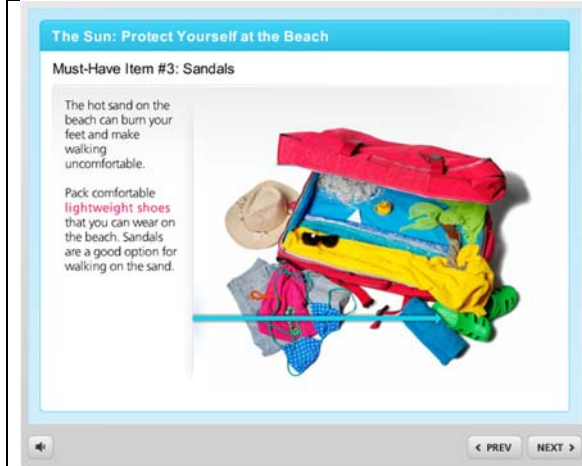 The Sun: Protect Yourself at the Beach
Must-Have Item #3: Sandals
The hot sand on the
beach can burn your
feet and make
walking
uncomfortable.
Pack comfortable
lightweight shoes
that you can wear on
the beach. Sandals
are a good option for
walking on the sand.
< PREV
NEXT >